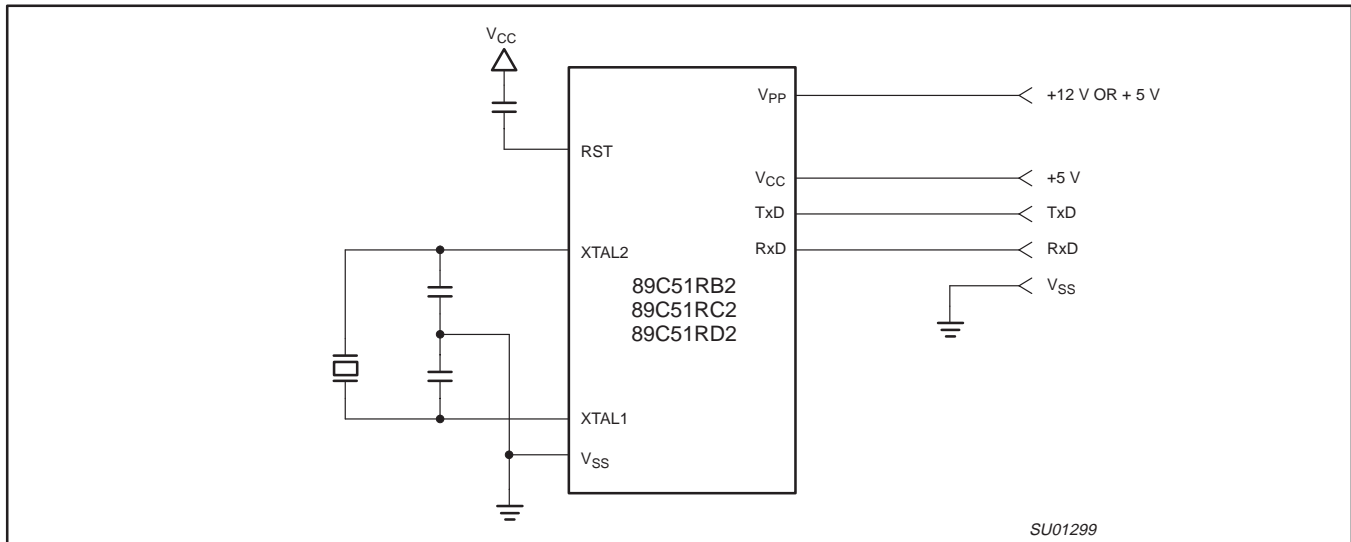 VCC
VPP
+12 V OR + 5 V
RST
VCC
+5 V
TxD
TxD
XTAL2
RxD
RxD
89C51RB2
VSS
89C51RC2
89C51RD2
XTAL1
VSS
SU01299